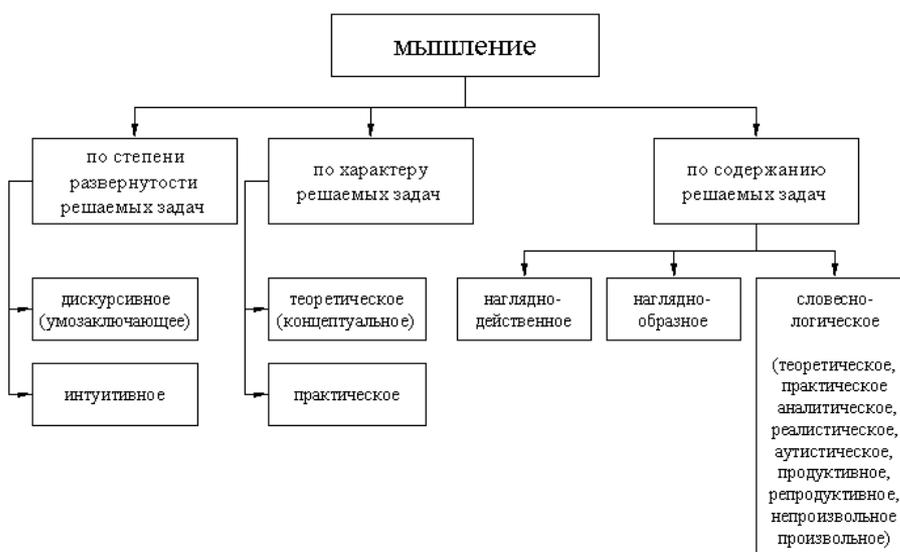 мышление
по степени
развернутости
решаемых задач
по характеру
решаемых задач
по содержанию
решаемых задач
дискурсивное
(умозаключающее)
интуитивное
теоретическое
(концептуальное)
практическое
наглядно-
действенное
наглядно-
образное
словесно-
логическое
(теоретическое,
практическое
аналитическое,
реалистическое,
аутистическое,
продуктивное,
репродуктивное,
непроизвольное
произвольное)